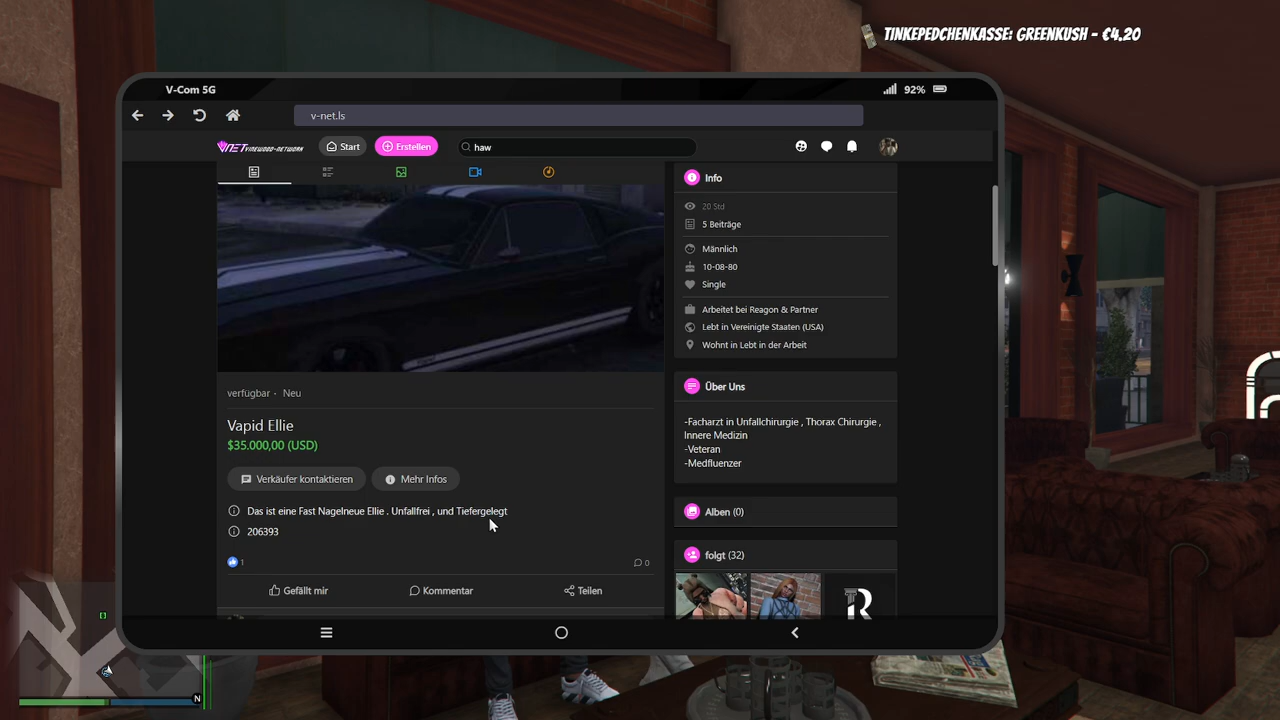 TINKEPEDCHENKASSE: GREENKUSH - €4.20
V-Com 5G
92%
v-net.ls
VNET VINEWOOD-NETWORK
Start
Erstellen
haw
Info
20 Std
5 Beiträge
Männlich
10-08-80
Single
Arbeitet bei Reagon & Partner
Lebt in Vereinigte Staaten (USA)
Wohnt in Lebt in der Arbeit
verfügbar - Neu
Vapid Ellie
$35.000,00 (USD)
Verkäufer kontaktieren
Mehr Infos
Das ist eine Fast Nagelneue Ellie . Unfallfrei , und Tiefergelegt
206393
1
0
Gefällt mir
Kommentar
Teilen
Über Uns
-Facharzt in Unfallchirurgie , Thorax Chirurgie ,
Innere Medizin
-Veteran
-Medfluenzer
Alben (0)
folgt (32)
R
N